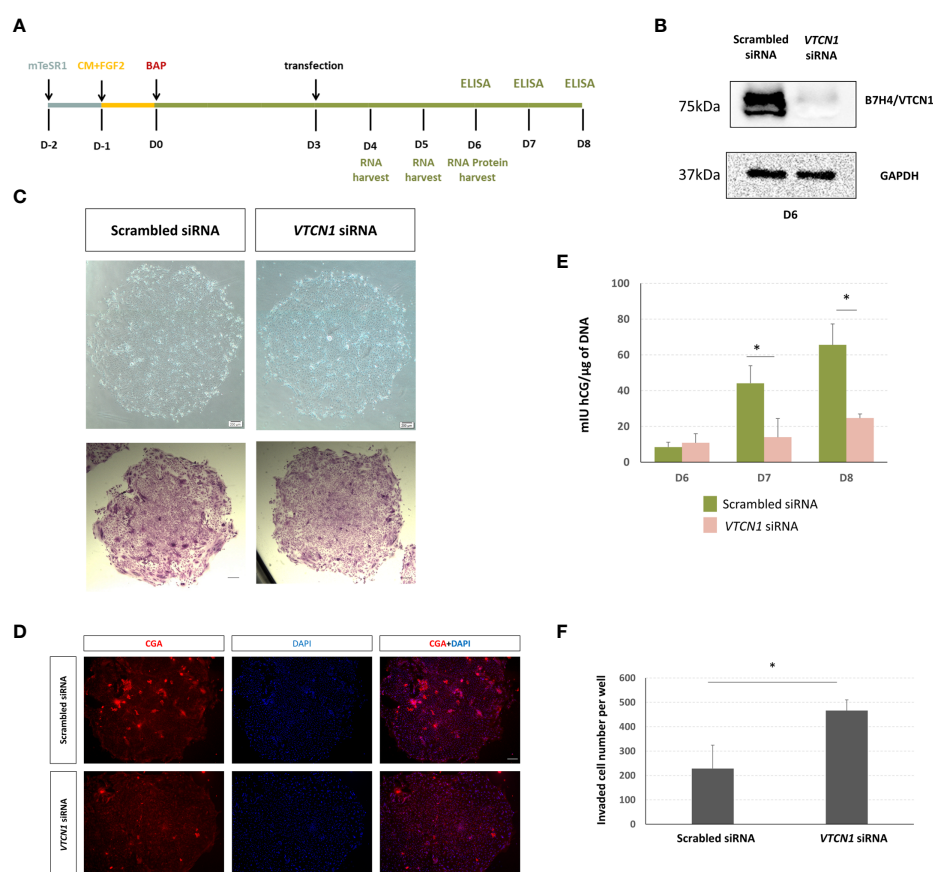 A
mTeSR1 CM+FGF2 BAP transfection
ELISA ELISA ELISA
D-2 D-1 D0 D3 D4 D5 D6 D7 D8
RNA harvest RNA harvest RNA Protein harvest
B
Scrambled siRNA VTCN1 siRNA
75kDa B7H4/VTCN1
37kDa GAPDH
D6
C
Scrambled siRNA VTCN1 siRNA
D
CGA DAPI CGA+DAPI
Scrambled siRNA
VTCN1 siRNA
E
mIU hCG/µg of DNA
100
80
60
40
20
0
* *
D6 D7 D8
Scrambled siRNA
VTCN1 siRNA
F
Invaded cell number per well
*
600
500
400
300
200
100
0
Scrabled siRNA VTCN1 siRNA